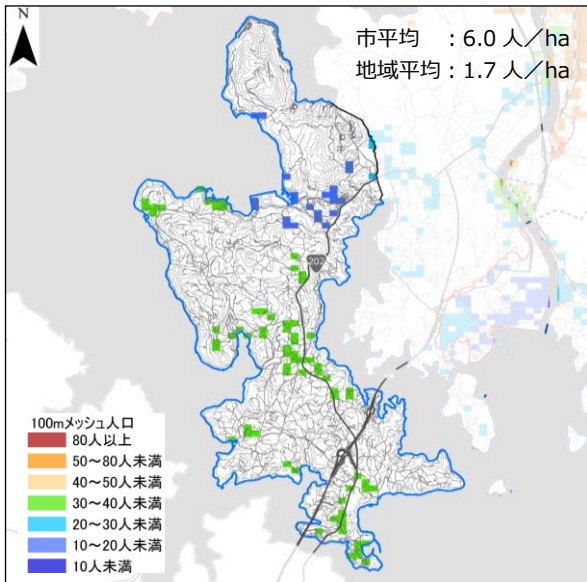 N
市平均 : 6.0 人／ha
地域平均 : 1.7 人／ha
202
100mメッシュ人口
80人以上
50～80人未満
40～50人未満
30～40人未満
20～30人未満
10～20人未満
10人未満